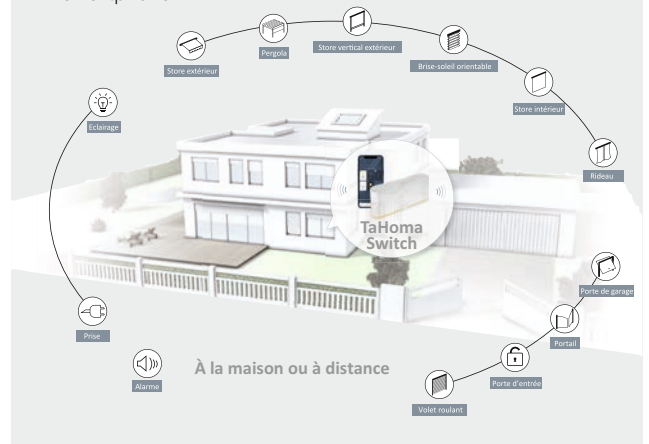 Store vertical extérieur
Pergola
Brise-soleil orientable
Store extérieur
Store intérieur
Eclairage
Rideau
TaHoma
Switch
Porte de garage
Prise
Portail
À la maison ou à distance
Alarme
Porte d'entrée
Volet roulant